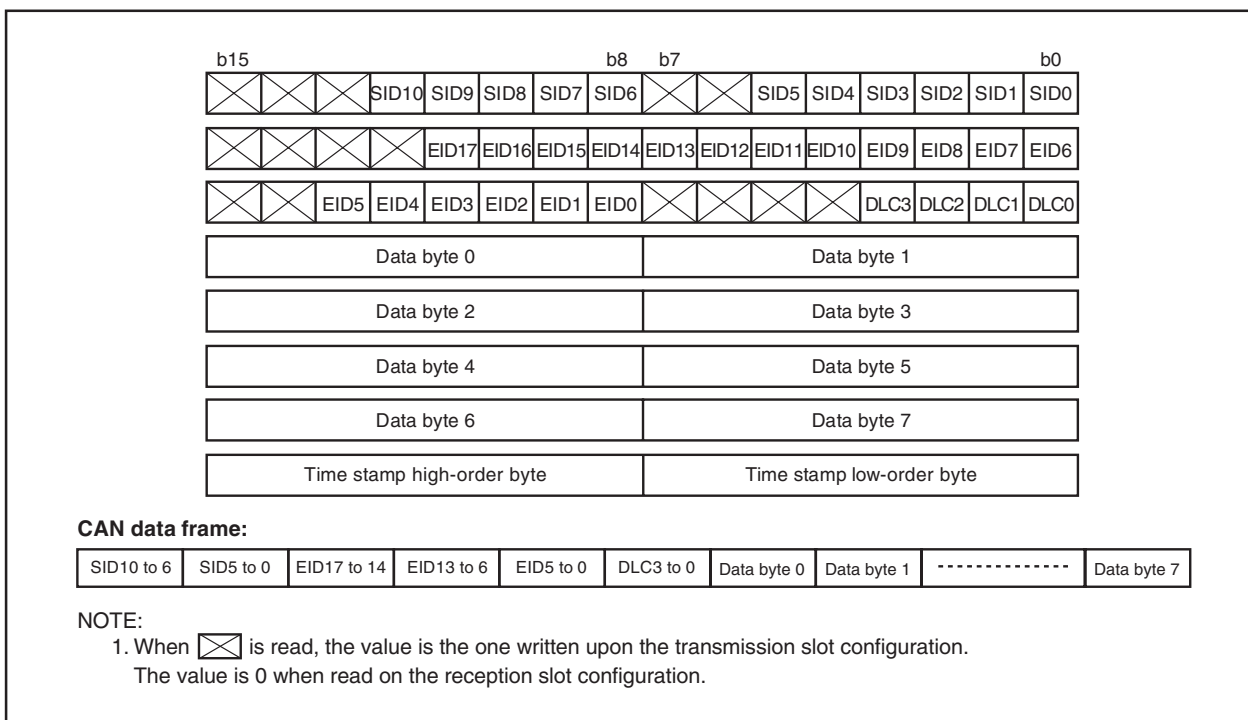 b15 b8 b7 b0
SID10 SID9 SID8 SID7 SID6 SID5 SID4 SID3 SID2 SID1 SID0
EID17 EID16 EID15 EID14 EID13 EID12 EID11 EID10 EID9 EID8 EID7 EID6
EID5 EID4 EID3 EID2 EID1 EID0 DLC3 DLC2 DLC1 DLC0
Data byte 0 Data byte 1
Data byte 2 Data byte 3
Data byte 4 Data byte 5
Data byte 6 Data byte 7
Time stamp high-order byte Time stamp low-order byte
CAN data frame:
SID10 to 6 SID5 to 0 EID17 to 14 EID13 to 6 EID5 to 0 DLC3 to 0 Data byte 0 Data byte 1 Data byte 7
NOTE:
1. When is read, the value is the one written upon the transmission slot configuration.
The value is 0 when read on the reception slot configuration.